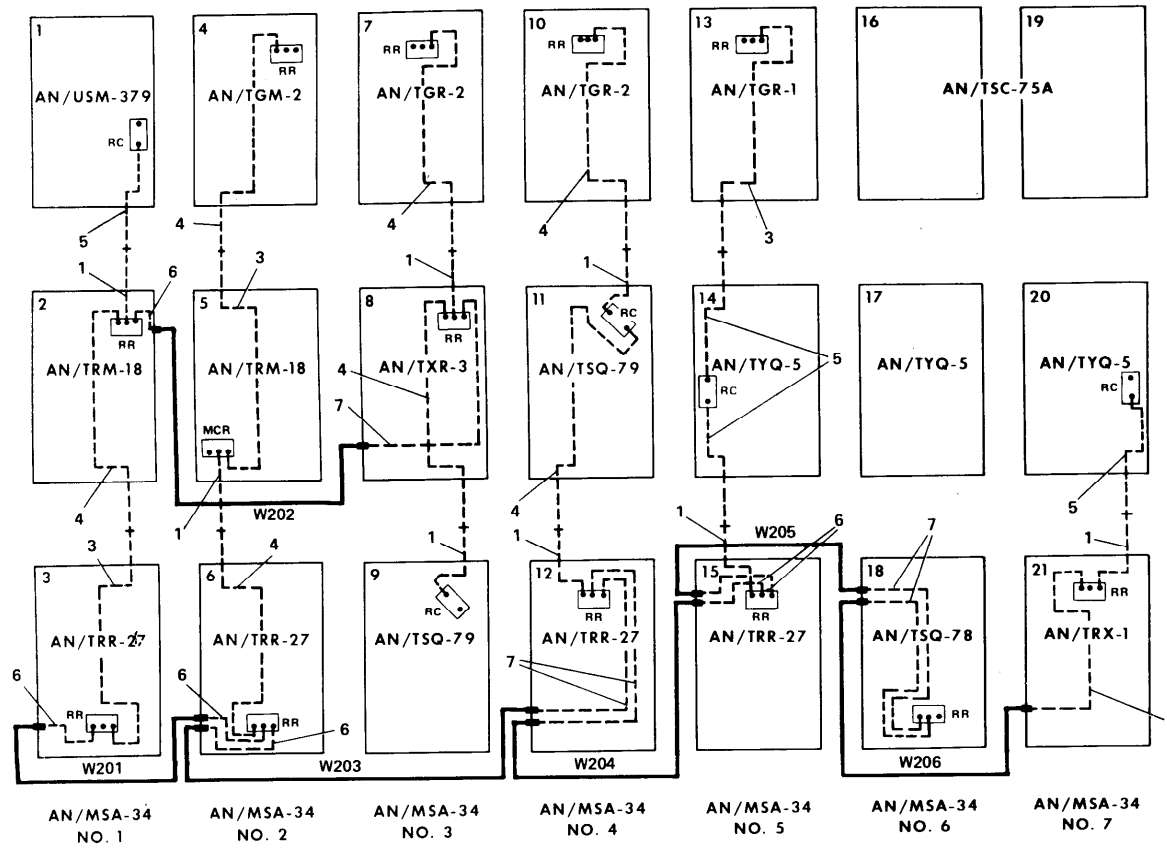 1
4
7
10
13
16
19
RR
RR
RR
RR
AN/USM-379
AN/TGM-2
AN/TGR-2
AN/TGR-2
AN/TGR-1
AN/TSC-75A
RC
5
4
4
4
3
1
6
3
1
1
2
5
8
11
14
17
20
RR
RR
RC
AN/TRM-18
AN/TRM-18
AN/TXR-3
AN/TSQ-79
AN/TYQ-5
AN/TYQ-5
AN/TYQ-5
4
5
RC
RC
7
MCR
4
4
5
W202
1
1
1
1
W205
6
7
1
3
4
3
6
9
12
15
18
21
RR
RR
RR
RC
AN/TRR-27
AN/TRR-27
AN/TSQ-79
AN/TRR-27
AN/TRR-27
AN/TSQ-78
AN/TRX-1
6
6
7
RR
RR
6
RR
W201
W203
W204
W206
AN/MSA-34
NO. 1
AN/MSA-34
NO. 2
AN/MSA-34
NO. 3
AN/MSA-34
NO. 4
AN/MSA-34
NO. 5
AN/MSA-34
NO. 6
AN/MSA-34
NO. 7